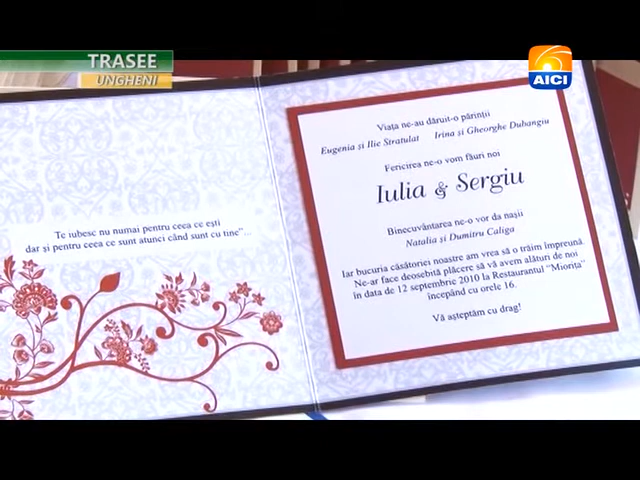 TRASEE
UNGHENI
AICI
Te iubesc nu numai pentru ceea ce ești
dar și pentru ceea ce sunt atunci când sunt cu tine"...
Viața ne-au dăruit-o părinții
Eugenia și Ilie Stratulat Irina și Gheorghe Dubangiu
Fericirea ne-o vom făuri noi
Iulia & Sergiu
Binecuvântarea ne-o vor da nașii
Natalia și Dumitru Caliga
Iar bucuria căsătoriei noastre am vrea să o trăim împreună.
Ne-ar face deosebită plăcere să vă avem alături de noi
în data de 12 septembrie 2010 la Restaurantul "Miorița"
începând cu orele 16.
Vă așteptăm cu drag!